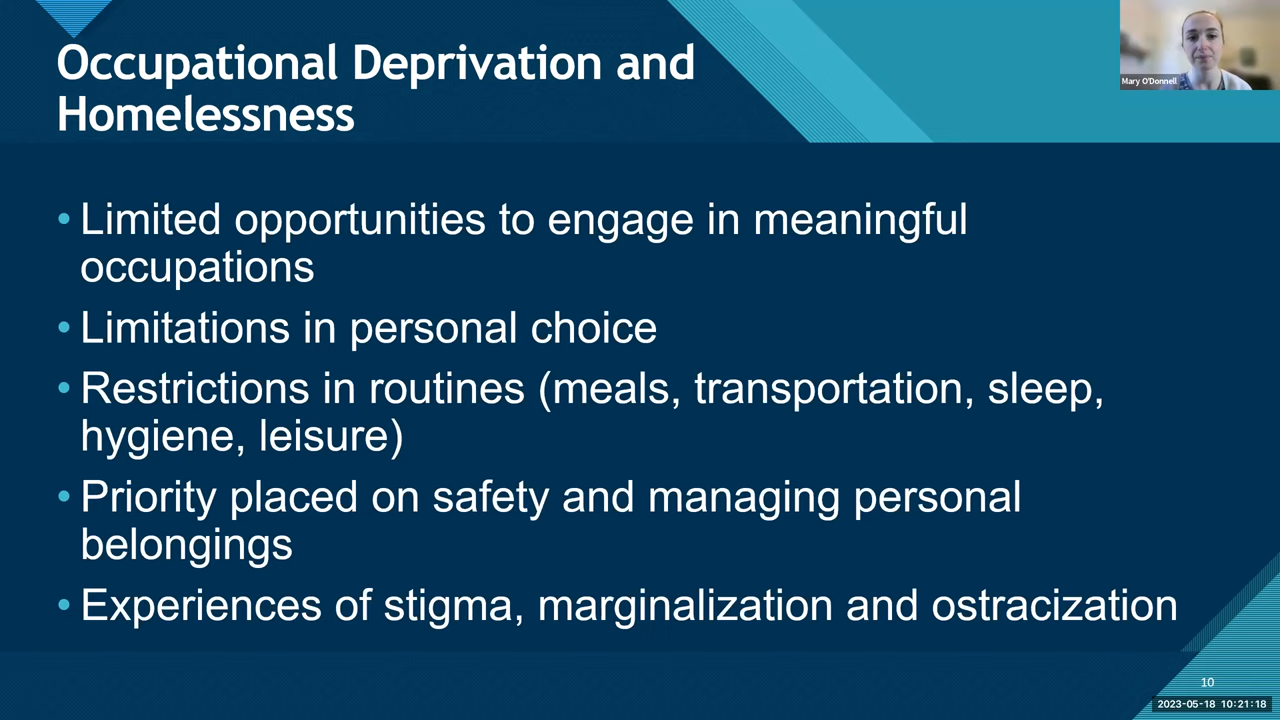 Occupational Deprivation and
Homelessness
Mary O'Donnell
• Limited opportunities to engage in meaningful
occupations
• Limitations in personal choice
• Restrictions in routines (meals, transportation, sleep,
hygiene, leisure)
• Priority placed on safety and managing personal
belongings
• Experiences of stigma, marginalization and ostracization
10
2023-05-18 10:21:18